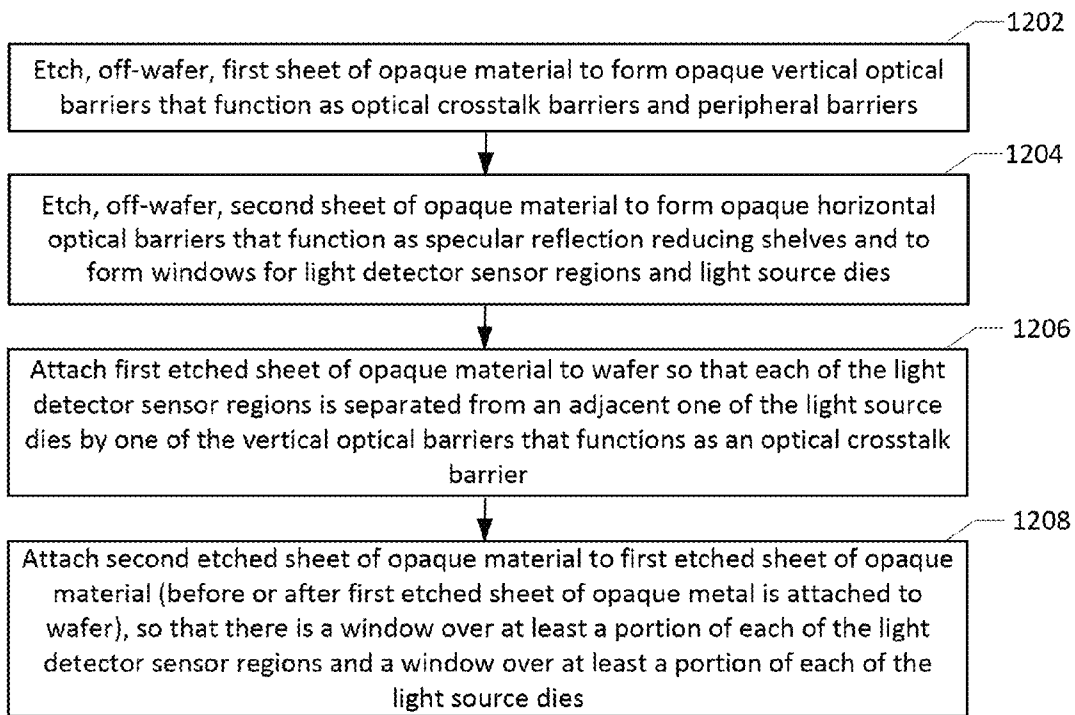 1202
Etch, off-wafer, first sheet of opaque material to form opaque vertical optical
barriers that function as optical crosstalk barriers and peripheral barriers
1204
Etch, off-wafer, second sheet of opaque material to form opaque horizontal
optical barriers that function as specular reflection reducing shelves and to
form windows for light detector sensor regions and light source dies
1206
Attach first etched sheet of opaque material to wafer so that each of the light
detector sensor regions is separated from an adjacent one of the light source
dies by one of the vertical optical barriers that functions as an optical crosstalk
barrier
1208
Attach second etched sheet of opaque material to first etched sheet of opaque
material (before or after first etched sheet of opaque metal is attached to
wafer), so that there is a window over at least a portion of each of the light
detector sensor regions and a window over at least a portion of each of the
light source dies